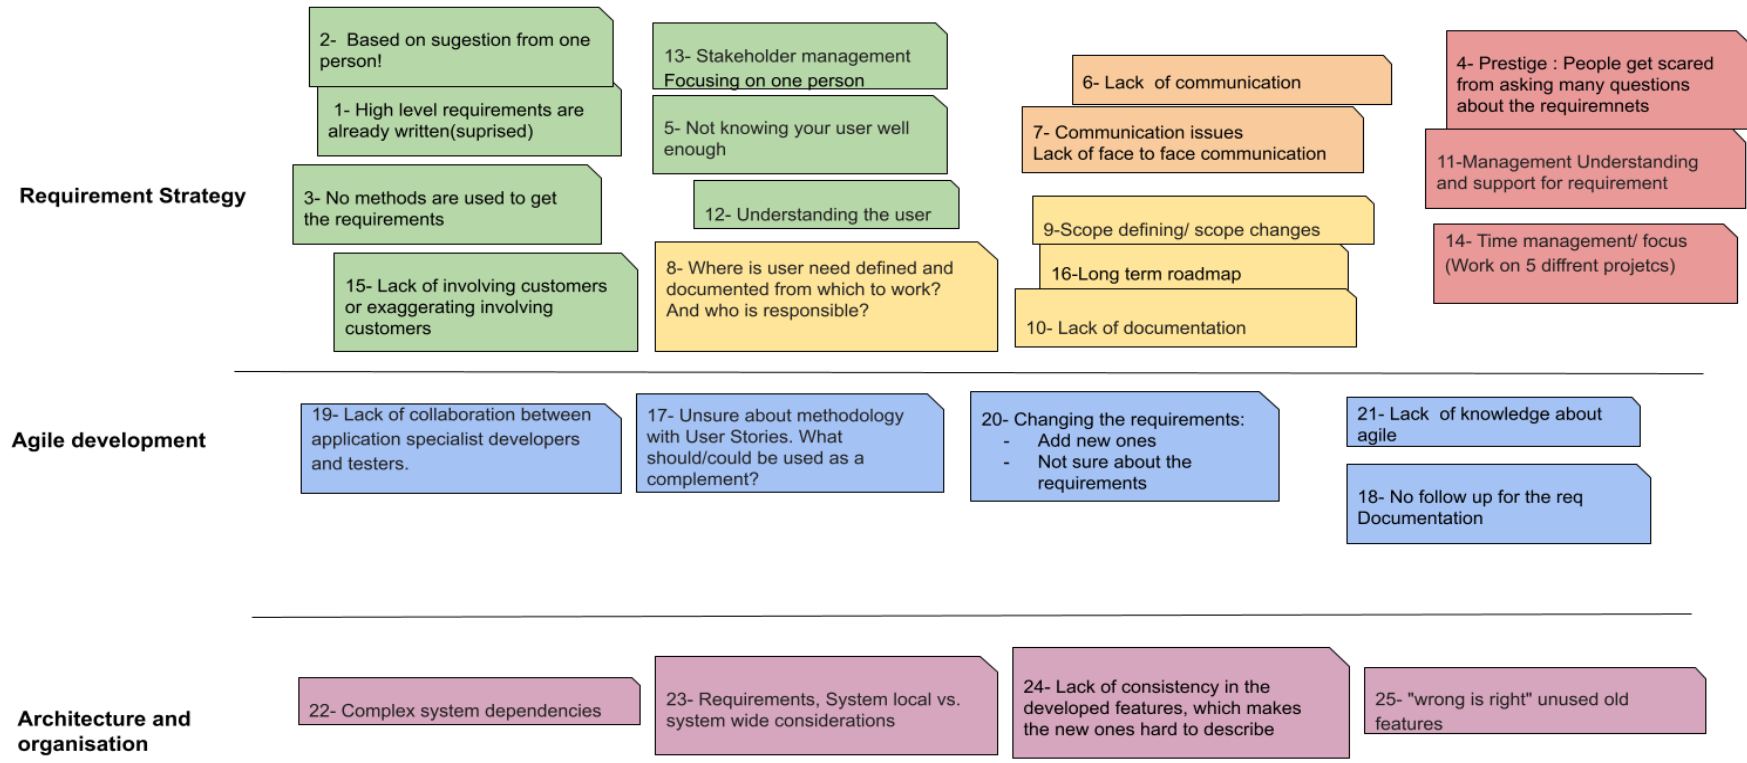 2-  Based on sugestion from one
person!
1- High level requirements are
already written(suprised)
3- No methods are used to get
the requirements
15- Lack of involving customers
or exaggerating involving
customers
13- Stakeholder management
Focusing on one person
5- Not knowing your user well
enough
12- Understanding the user
8- Where is user need defined and
documented from which to work?
And who is responsible?
6- Lack  of communication
7- Communication issues
Lack of face to face communication
9-Scope defining/ scope changes
16-Long term roadmap
10- Lack of documentation
4- Prestige : People get scared
from asking many questions
about the requiremnets
11-Management Understanding
and support for requirement
14- Time management/ focus
(Work on 5 diffrent projetcs)
Requirement Strategy
Agile development
19- Lack of collaboration between
application specialist developers
and testers.
17- Unsure about methodology
with User Stories. What
should/could be used as a
complement?
20- Changing the requirements:
- Add new ones
- Not sure about the
requirements
21- Lack  of knowledge about
agile
18- No follow up for the req
Documentation
Architecture and
organisation
22- Complex system dependencies
23- Requirements, System local vs.
system wide considerations
24- Lack of consistency in the
developed features, which makes
the new ones hard to describe
25- "wrong is right" unused old
features